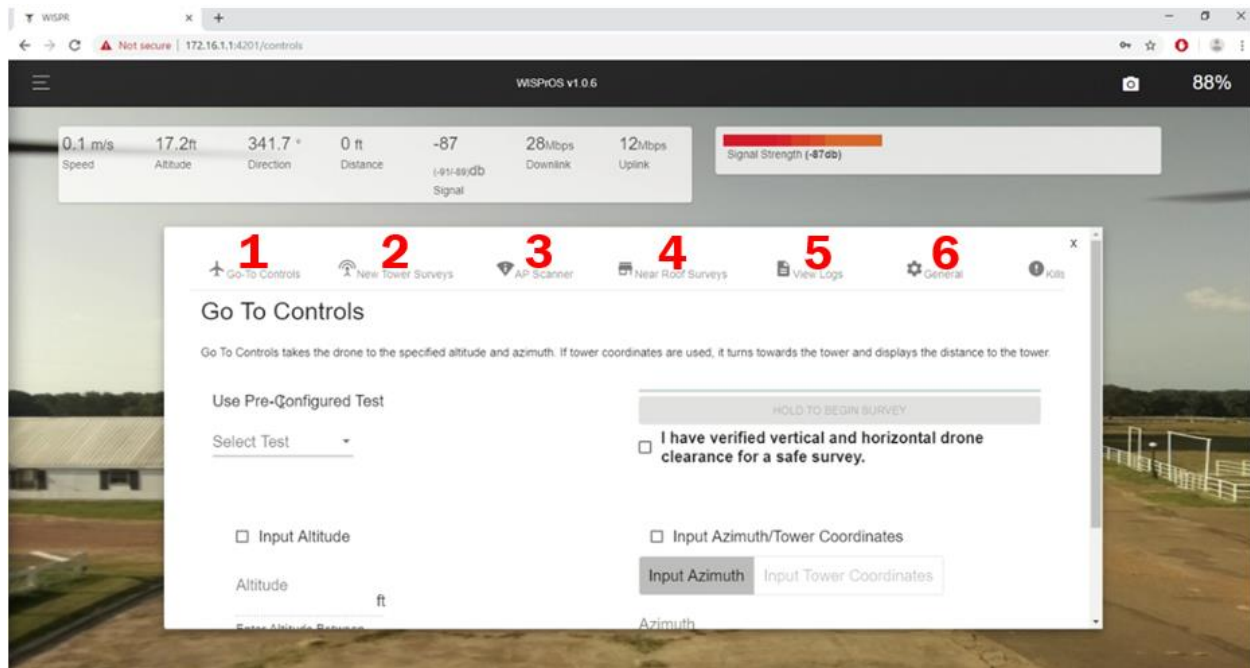 WISPR
Not secure | 172.16.1.1:4201/controls
WISPrOS v1.0.6
88%
0.1 m/s 17.2ft 341.7 ° 0 ft -87 28Mbps 12Mbps
Speed Altitude Direction Distance (-91/-89)db Downlink Uplink
Signal
Signal Strength (-87db)
1 2 3 4 5 6
x
Go-To Controls New Tower Surveys AP Scanner Near Roof Surveys View Logs General Kills
Go To Controls
Go To Controls takes the drone to the specified altitude and azimuth. If tower coordinates are used, it turns towards the tower and displays the distance to the tower.
Use Pre-Configured Test
HOLD TO BEGIN SURVEY
Select Test
I have verified vertical and horizontal drone
clearance for a safe survey.
Input Altitude
Input Azimuth/Tower Coordinates
Altitude
ft
Input Azimuth Input Tower Coordinates
Enter Altitude Between
Azimuth